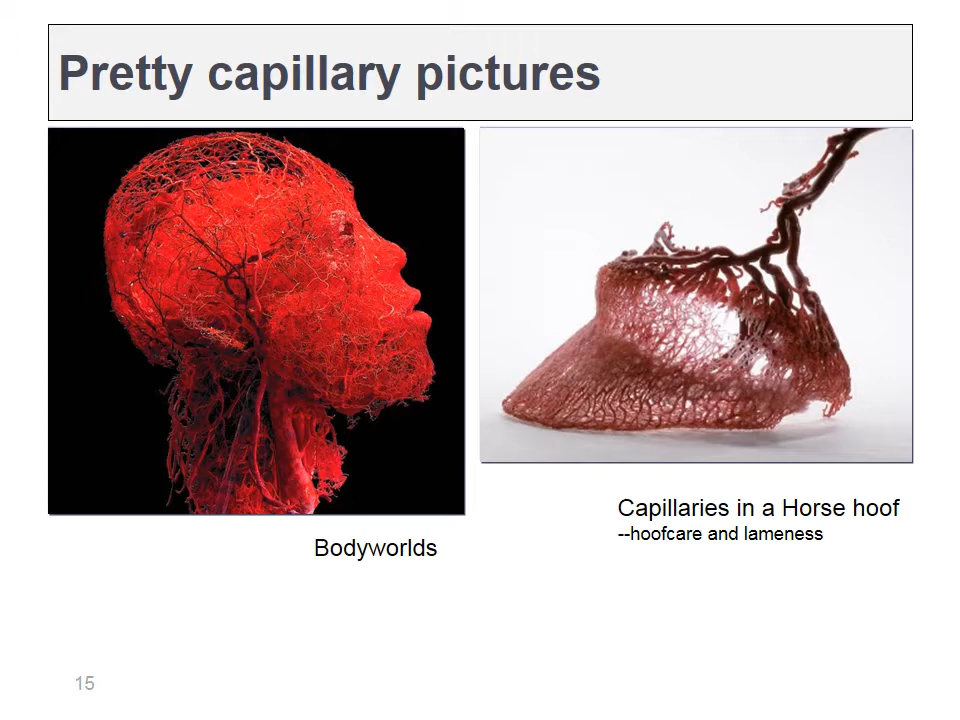 Pretty capillary pictures
Capillaries in a Horse hoof
--hoofcare and lameness
Bodyworlds
15